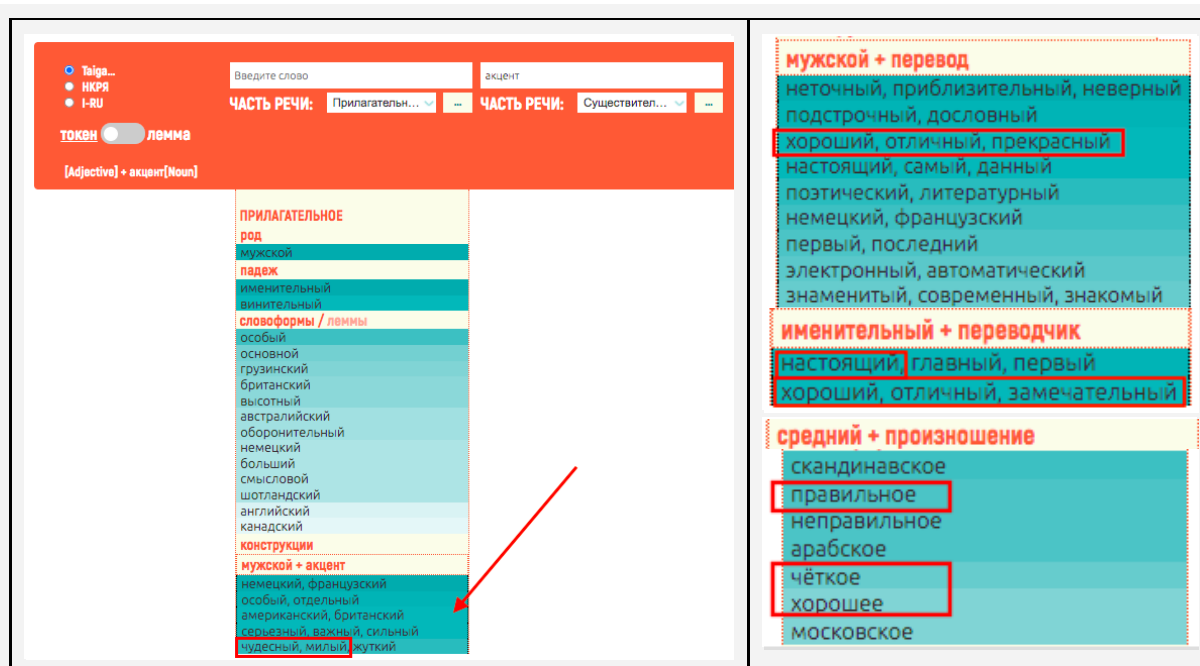 Taiga...
НКРЯ
I-RU
Введите слово
акцент
ЧАСТЬ РЕЧИ: Прилагательн... ... ЧАСТЬ РЕЧИ: Существител... ...
токен лемма
[Adjective] + акцент[Noun]
ПРИЛАГАТЕЛЬНОЕ
род
мужской
падеж
именительный
винительный
словоформы / леммы
особый
основной
грузинский
британский
высотный
австралийский
оборонительный
немецкий
больший
смысловой
шотландский
английский
канадский
конструкции
мужской + акцент
немецкий, французский
особый, отдельный
американский, британский
серьезный, важный, сильный
чудесный, милый, жуткий
мужской + перевод
неточный, приблизительный, неверный
подстрочный, дословный
хороший, отличный, прекрасный
настоящий, самый, данный
поэтический, литературный
немецкий, французский
первый, последний
электронный, автоматический
знаменитый, современный, знакомый
именительный + переводчик
настоящий, главный, первый
хороший, отличный, замечательный
средний + произношение
скандинавское
правильное
неправильное
арабское
чёткое
хорошее
московское